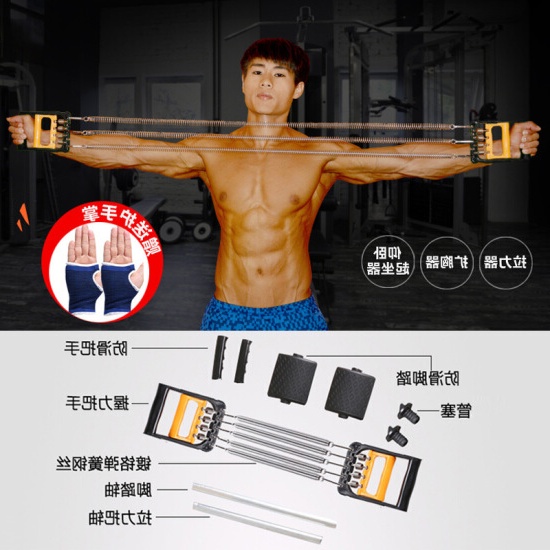 赠送护手掌
拉力器
扩胸器
仰卧
起坐器
防滑把手
防滑脚踏
握力把手
管塞
镀铬弹簧钢丝
脚踏轴
拉力把轴